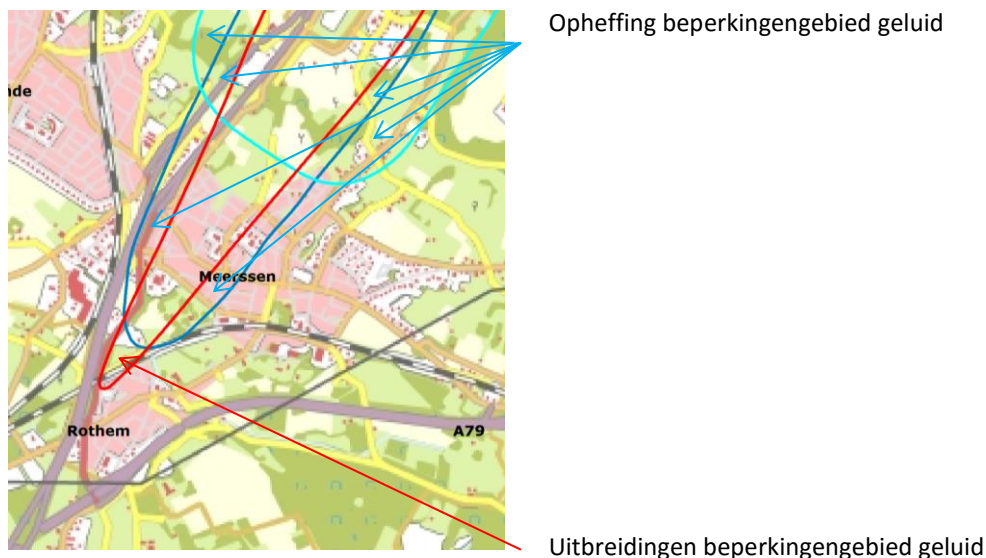 Opheffing beperkingengebied geluid
nde
Meerssen
Rothem
A79
Uitbreidingen beperkingengebied geluid